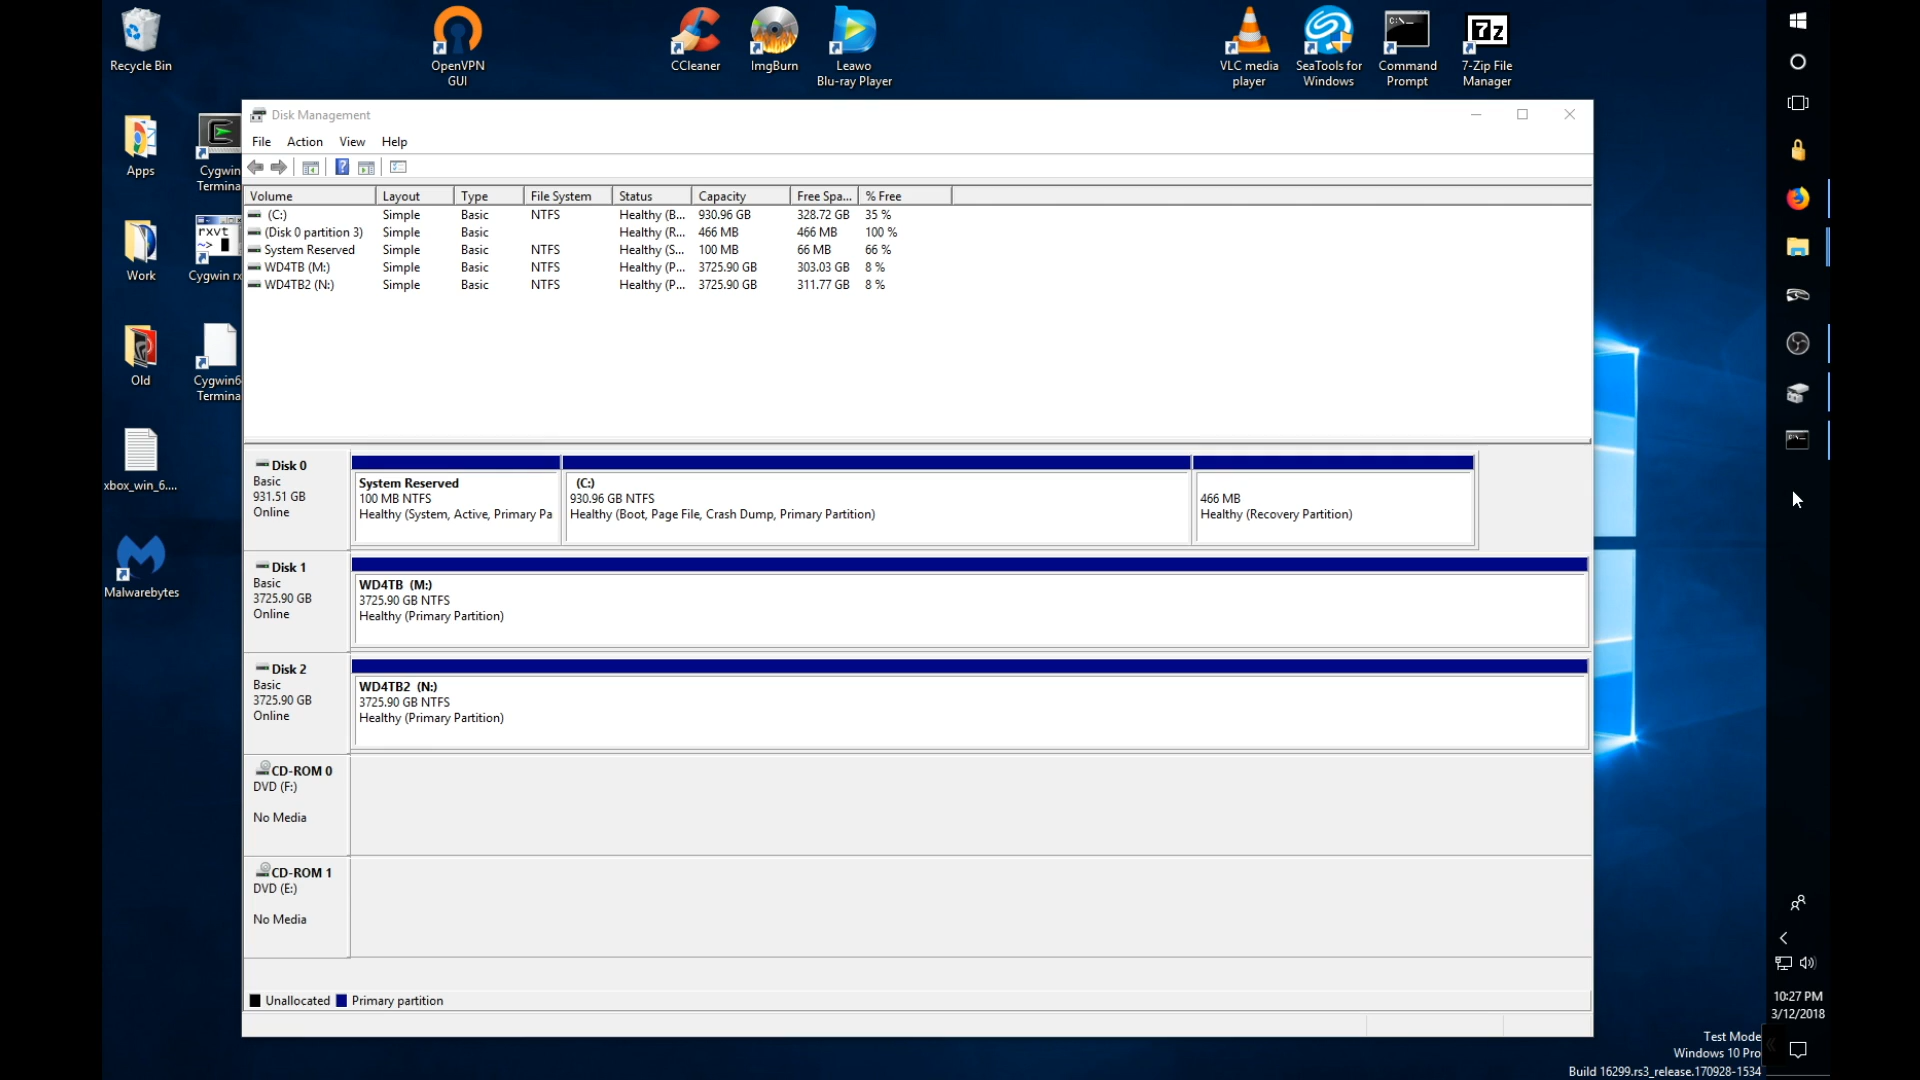 Recycle Bin
OpenVPN
GUI
CCleaner
ImgBurn
Leawo
Blu-ray Player
VLC media
player
SeaTools for
Windows
Command
Prompt
7-Zip File
Manager
Apps
Cygwin
Termina
Work
rxvt
~>
Cygwin rx
Old
Cygwin6
Termina
xbox_win_6....
Malwarebytes
Disk Management
File Action View Help
Volume Layout Type File System Status Capacity Free Spa... % Free
(C:) Simple Basic NTFS Healthy (B... 930.96 GB 328.72 GB 35 %
(Disk 0 partition 3) Simple Basic Healthy (R... 466 MB 466 MB 100 %
System Reserved Simple Basic NTFS Healthy (S... 100 MB 66 MB 66 %
WD4TB (M:) Simple Basic NTFS Healthy (P... 3725.90 GB 303.03 GB 8 %
WD4TB2 (N:) Simple Basic NTFS Healthy (P... 3725.90 GB 311.77 GB 8 %
Disk 0
Basic
931.51 GB
Online
System Reserved
100 MB NTFS
Healthy (System, Active, Primary Pa
(C:)
930.96 GB NTFS
Healthy (Boot, Page File, Crash Dump, Primary Partition)
466 MB
Healthy (Recovery Partition)
Disk 1
Basic
3725.90 GB
Online
WD4TB (M:)
3725.90 GB NTFS
Healthy (Primary Partition)
Disk 2
Basic
3725.90 GB
Online
WD4TB2 (N:)
3725.90 GB NTFS
Healthy (Primary Partition)
CD-ROM 0
DVD (F:)
No Media
CD-ROM 1
DVD (E:)
No Media
Unallocated Primary partition
10:27 PM
3/12/2018
Test Mode
Windows 10 Pro
Build 16299.rs3_release.170928-1534